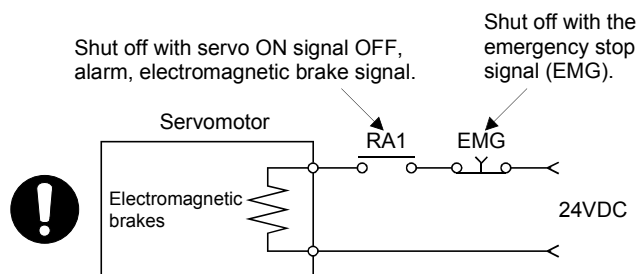 Shut off with the
emergency stop
signal (EMG).
Shut off with servo ON signal OFF,
alarm, electromagnetic brake signal.
Servomotor
RA1
EMG
Electromagnetic
brakes
24VDC